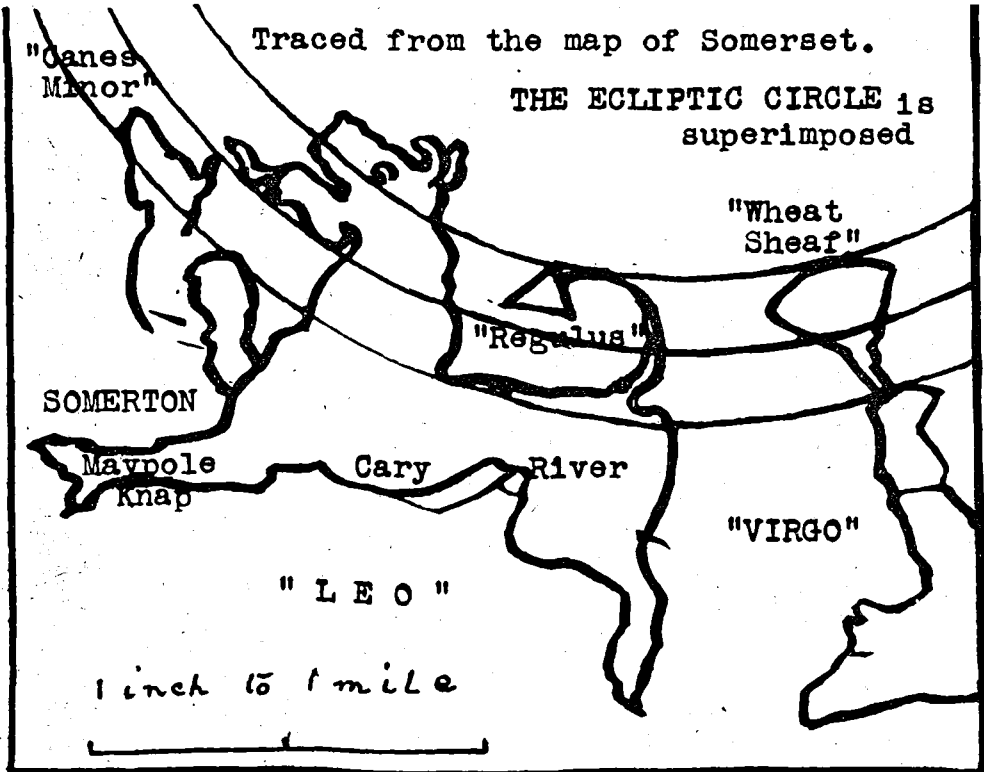 Traced from the map of Somerset.
"Canes
Minor"
THE ECLIPTIC CIRCLE is
superimposed
"Wheat
Sheaf"
"Regulus"
SOMERTON
Maypole
Knap
Cary River
"VIRGO"
"LEO"
1 inch to 1 mile